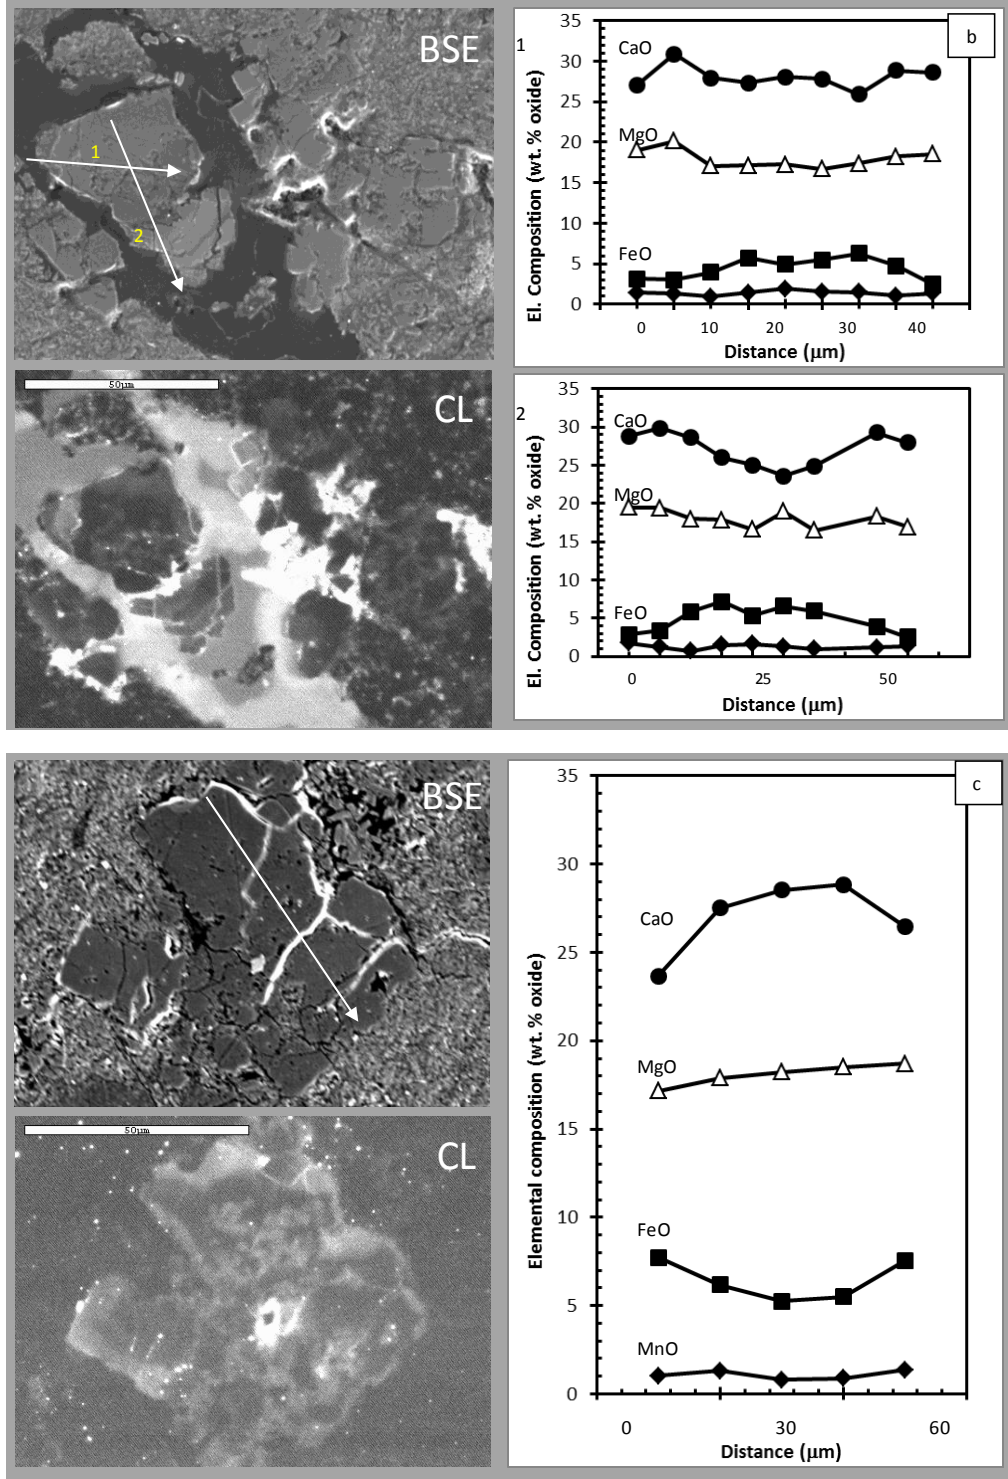 BSE
1
2
50μm
CL
1
b
35
30
25
20
15
10
5
0
CaO
MgO
FeO
El. Composition (wt. % oxide)
0 10 20 30 40
Distance (μm)
2
35
30
25
20
15
10
5
0
CaO
MgO
FeO
El. Composition (wt. % oxide)
0 25 50
Distance (μm)
BSE
50μm
CL
c
35
30
25
20
15
10
5
0
CaO
MgO
FeO
MnO
Elemental composition (wt. % oxide)
0 30 60
Distance (μm)